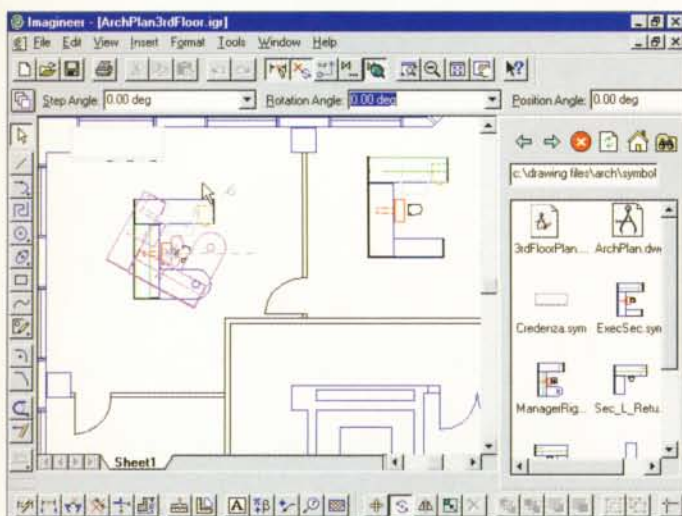 Imagineer - [ArchPlan3rdFloor.igr]
File Edit View Insert Format Tools Window Help
Step Angle: 0.00 deg Rotation Angle: 0.00 deg Position Angle: 0.00 deg
c:\drawing files\arch\symbol
3rdFloorPlan... ArchPlan.dw
Credenza.sym ExecSec.sym
ManagerRig... Sec_L_Retu
Sheet1
A